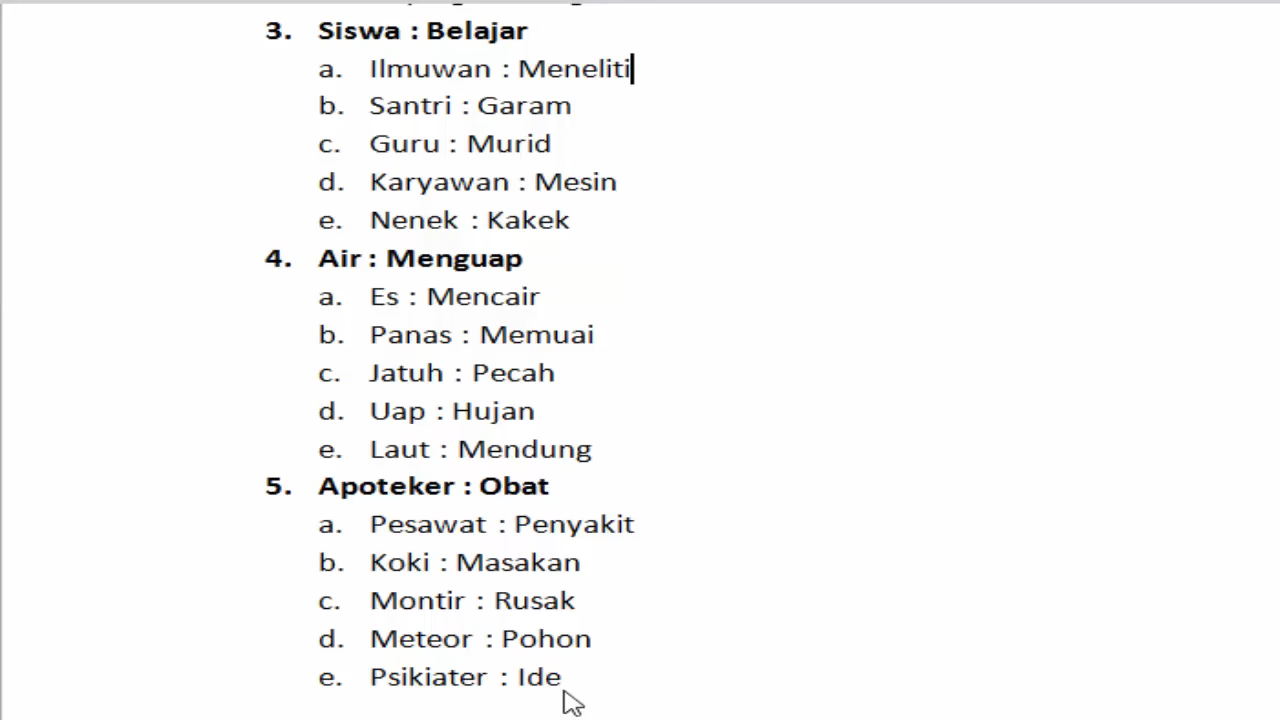 3. Siswa : Belajar
a. Ilmuwan : Meneliti
b. Santri : Garam
c. Guru : Murid
d. Karyawan : Mesin
e. Nenek : Kakek
4. Air : Menguap
a. Es : Mencair
b. Panas : Memuai
c. Jatuh : Pecah
d. Uap : Hujan
e. Laut : Mendung
5. Apoteker : Obat
a. Pesawat : Penyakit
b. Koki : Masakan
c. Montir : Rusak
d. Meteor : Pohon
e. Psikiater : Ide